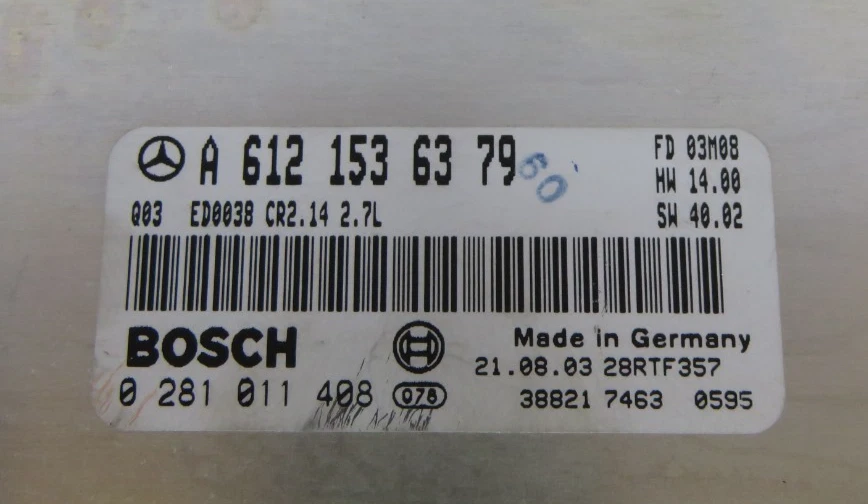 A 612 153 63 79
60
FD 03M08
HW 14.00
Q03 ED0038 CR2.14 2.7L
SW 40.02
BOSCH
Made in Germany
21.08.03 28RTF357
0 281 011 408 078
38821 7463 0595